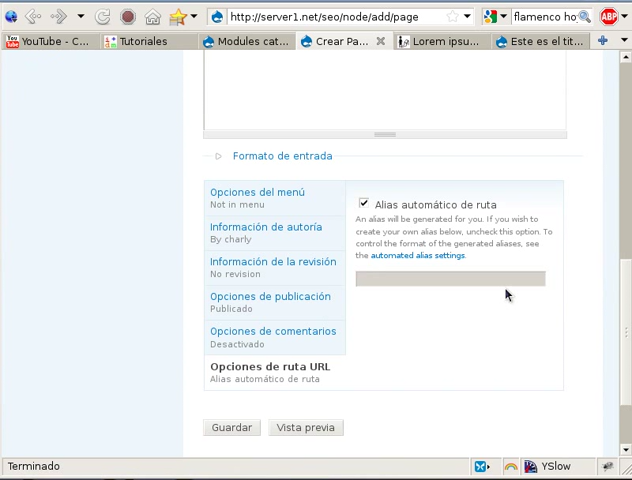 http://server1.net/seo/node/add/page
flamenco ho
ABP
YouTube - C...
Tutoriales
Modules cat...
Crear Pa...
Lorem ipsu...
Este es el tit...
Formato de entrada
Opciones del menú
Not in menu
Información de autoría
By charly
Información de la revisión
No revision
Opciones de publicación
Publicado
Opciones de comentarios
Desactivado
Opciones de ruta URL
Alias automático de ruta
Alias automático de ruta
An alias will be generated for you. If you wish to
create your own alias below, uncheck this option. To
control the format of the generated aliases, see
the automated alias settings.
Guardar
Vista previa
Terminado
YSlow